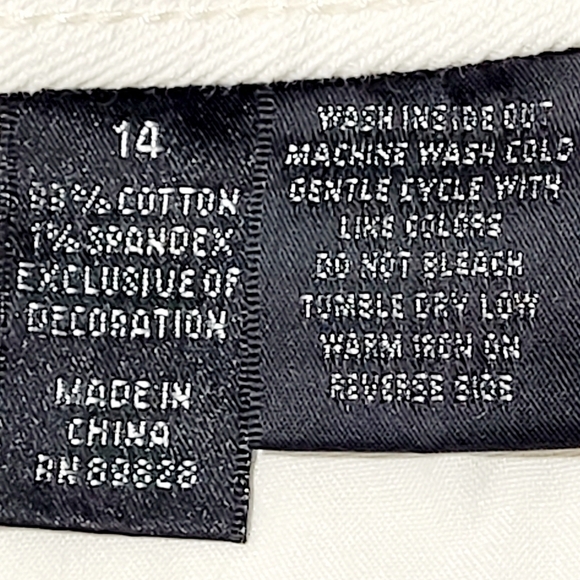 14
99% COTTON
1% SPANDEX
EXCLUSIVE OF
DECORATION
MADE IN
CHINA
RN 89828
WASH INSIDE OUT
MACHINE WASH COLD
GENTLE CYCLE WITH
LIKE COLORS
DO NOT BLEACH
TUMBLE DRY LOW
WARM IRON ON
REVERSE SIDE